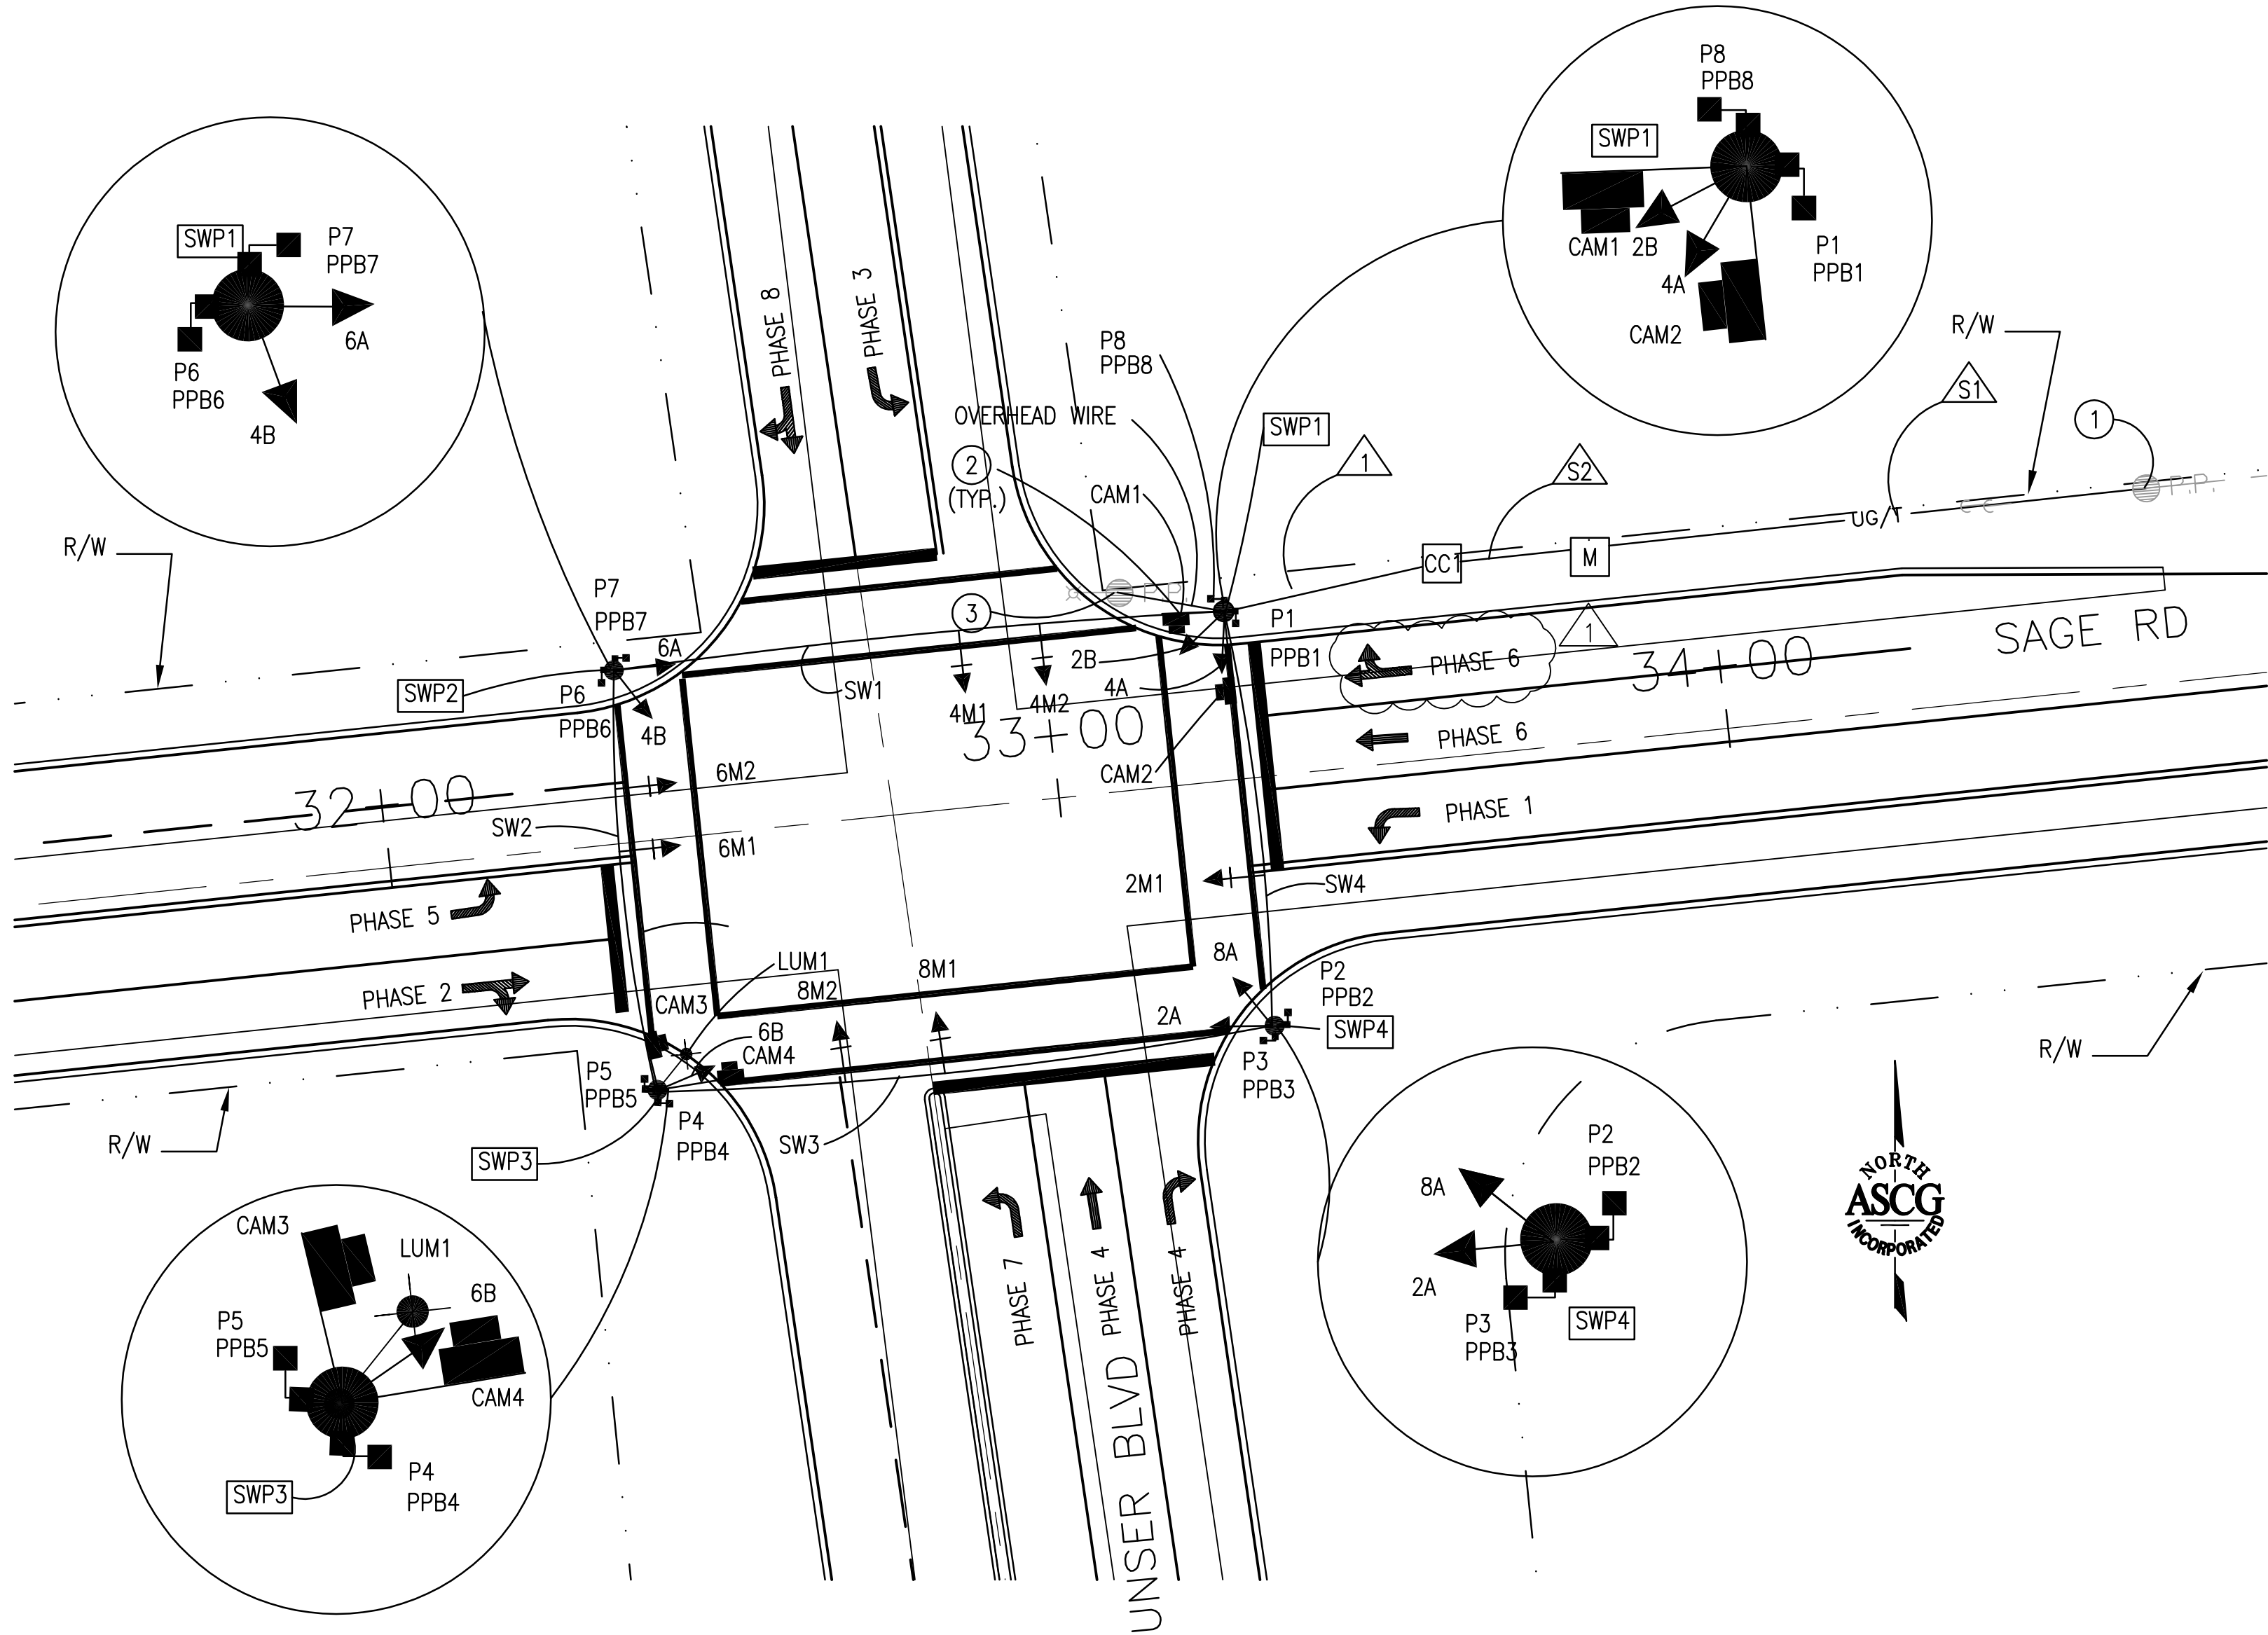 P8
PPB8
SWP1
CAM1 2B
4A
CAM2
P1
PPB1
SWP1
P7
PPB7
6A
P6
PPB6
4B
PHASE 8
PHASE 3
P8
PPB8
OVERHEAD WIRE
2
(TYP.)
CAM1
SWP1
1
S2
R/W
S1
1
P.P.
UG/T
CC1
M
R/W
P7
PPB7
6A
3
P.P.
P1
PPB1
2B
4A
PHASE 6
1
SAGE RD
34+00
SWP2
P6
PPB6
4B
SW1
4M1
4M2
33+00
PHASE 6
CAM2
6M2
32+00
SW2
6M1
PHASE 1
2M1
SW4
PHASE 5
8A
LUM1
8M1
8M2
PHASE 2
CAM3
6B
CAM4
2A
P2
PPB2
SWP4
R/W
P5
PPB5
P4
PPB4
P3
PPB3
SW3
R/W
SWP3
PHASE 7
PHASE 4
PHASE 4
UNSER BLVD
CAM3
LUM1
6B
P5
PPB5
CAM4
P4
PPB4
SWP3
P2
PPB2
8A
2A
P3
PPB3
SWP4
NORTH
ASCG
INCORPORATED